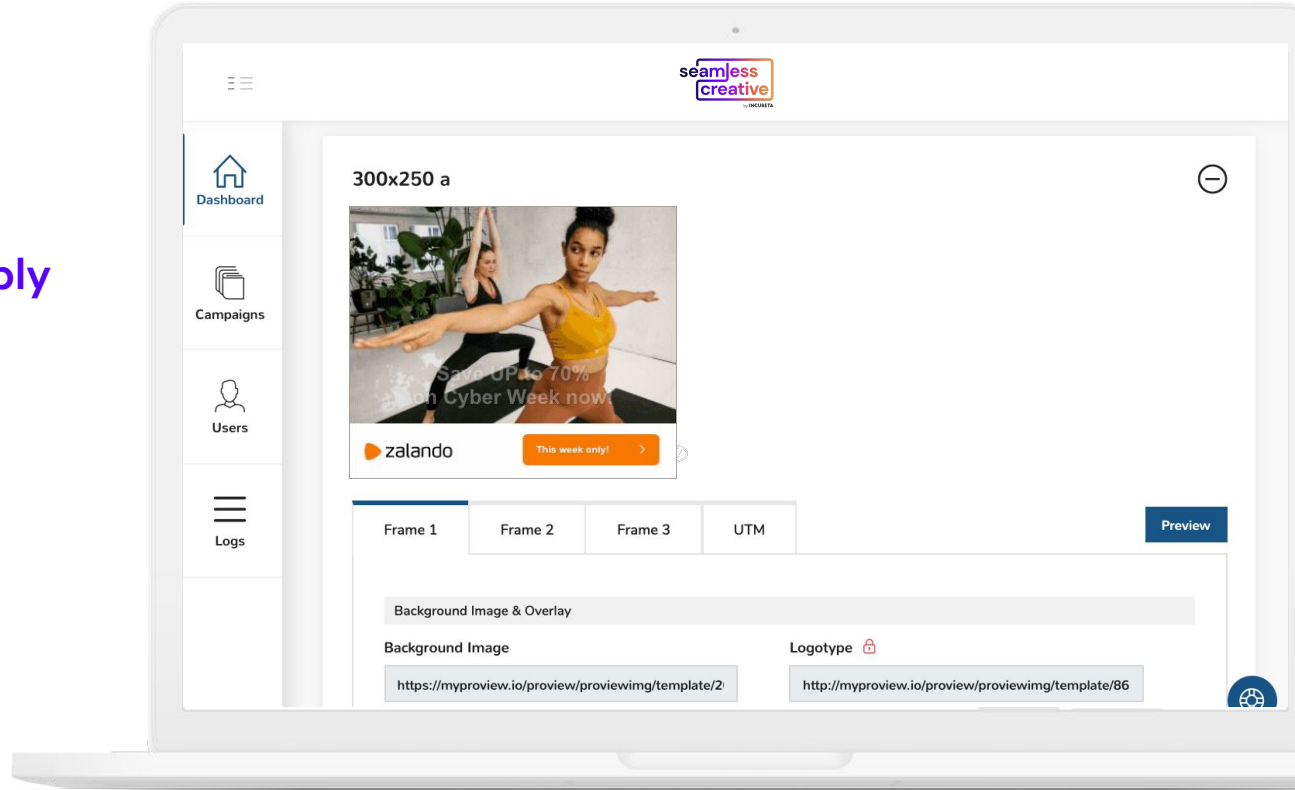 seamless
creative
by INCUBETA
Dashboard
Campaigns
Users
Logs
300x250 a
Save UP to 70%
on Cyber Week now!
zalando
This week only!
Frame 1
Frame 2
Frame 3
UTM
Preview
Background Image & Overlay
Background Image
Logotype
https://myproview.io/proview/proviewimg/template/2
http://myproview.io/proview/proviewimg/template/86